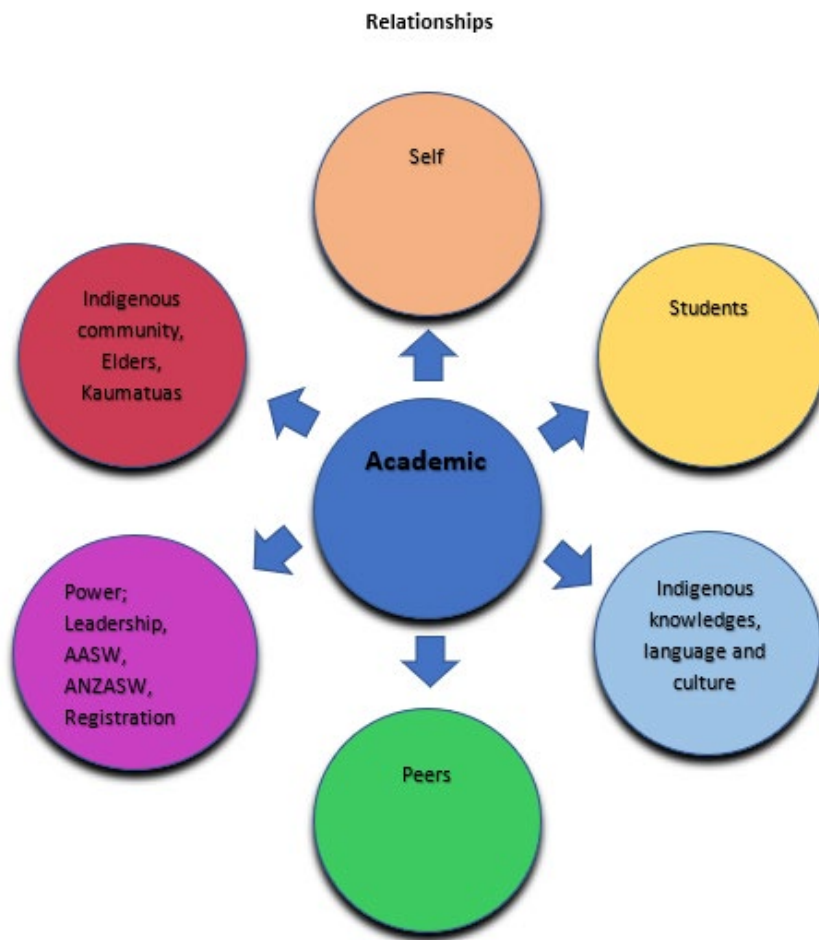 Relationships
Self
Indigenous
community,
Elders,
Kaumatuas
Students
Academic
Power;
Leadership,
AASW,
ANZASW,
Registration
Indigenous
knowledges,
language and
culture
Peers